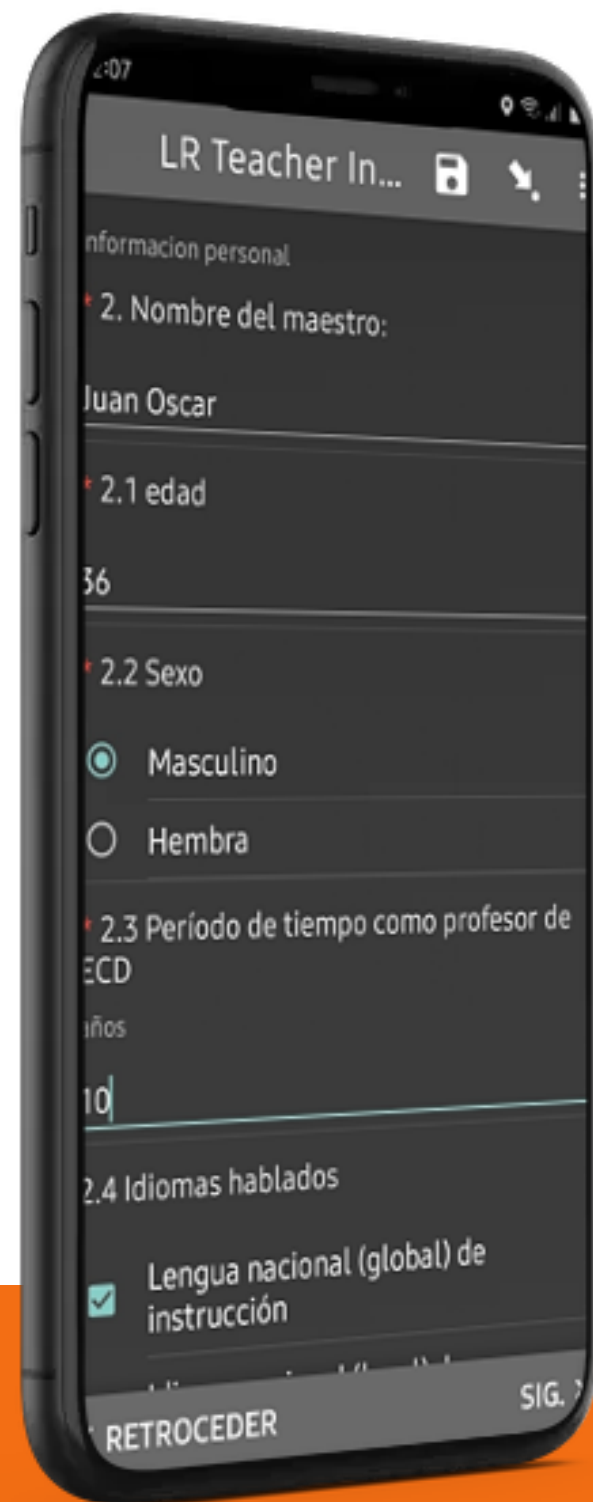 2:07
LR Teacher In...
nformacion personal
* 2. Nombre del maestro:
Juan Oscar
* 2.1 edad
36
* 2.2 Sexo
Masculino
Hembra
* 2.3 Período de tiempo como profesor de
ECD
años
10
2.4 Idiomas hablados
Lengua nacional (global) de
instrucción
RETROCEDER
SIG.